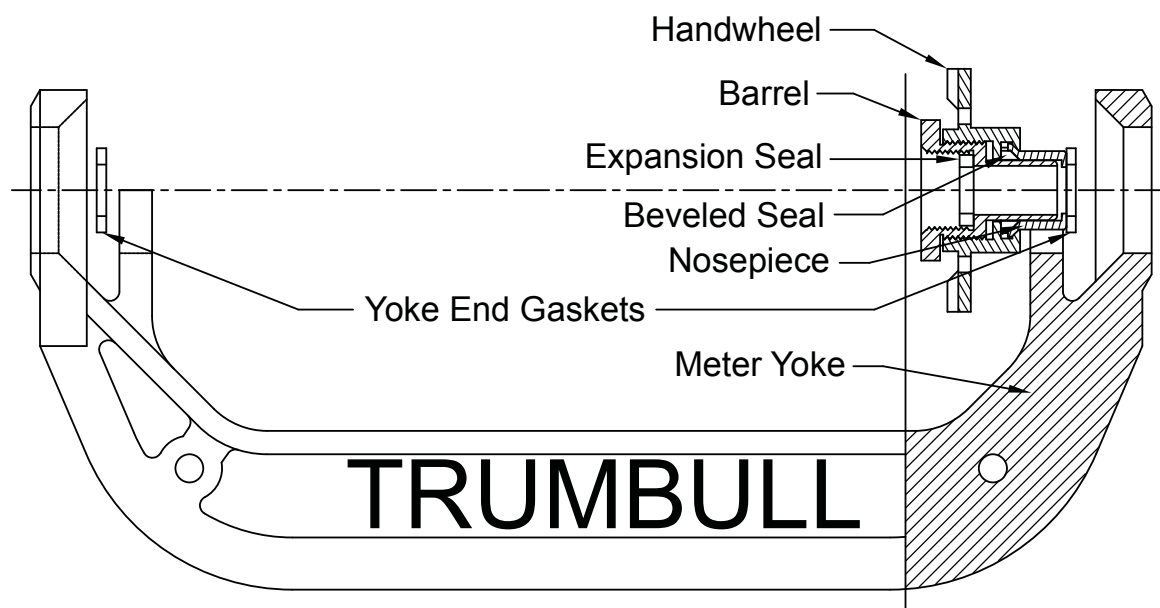 Handwheel
Barrel
Expansion Seal
Beveled Seal
Nosepiece
Yoke End Gaskets
Meter Yoke
TRUMBULL